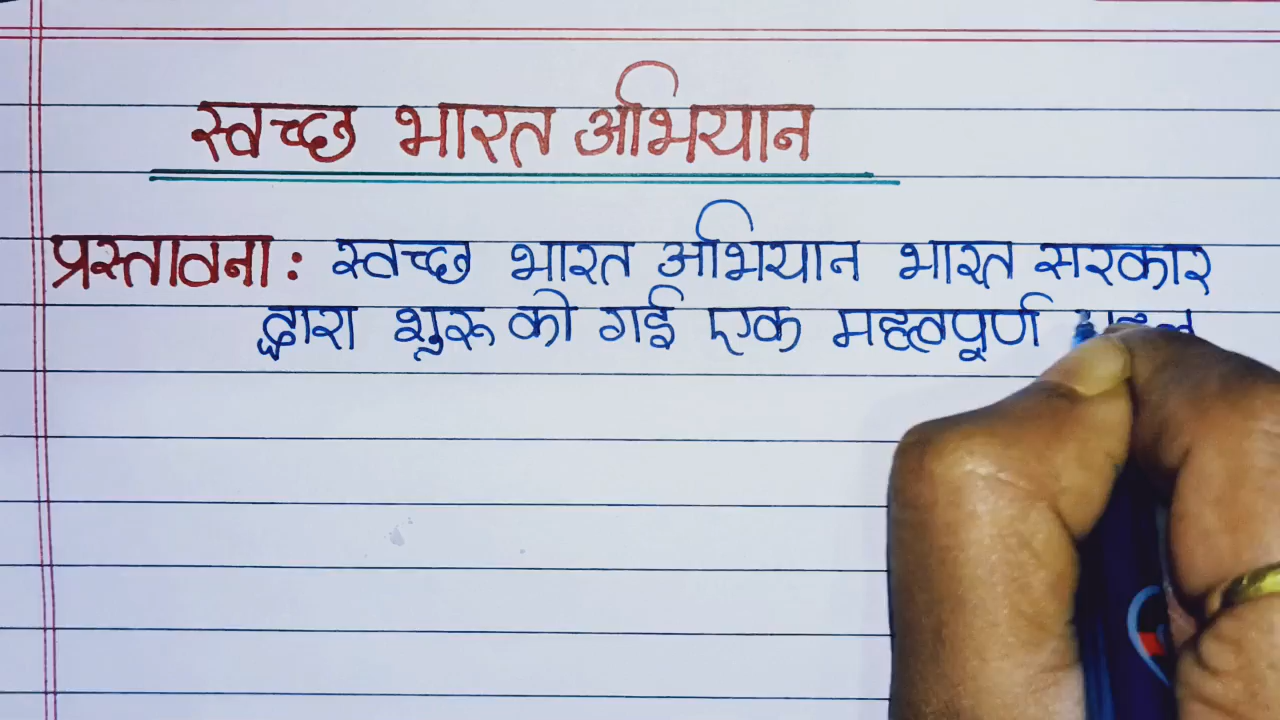 स्वच्छ भारत अभियान
प्रस्तावना : स्वच्छ भारत अभियान भारत सरकार
द्वारा शुरू की गई एक महत्वपूर्ण